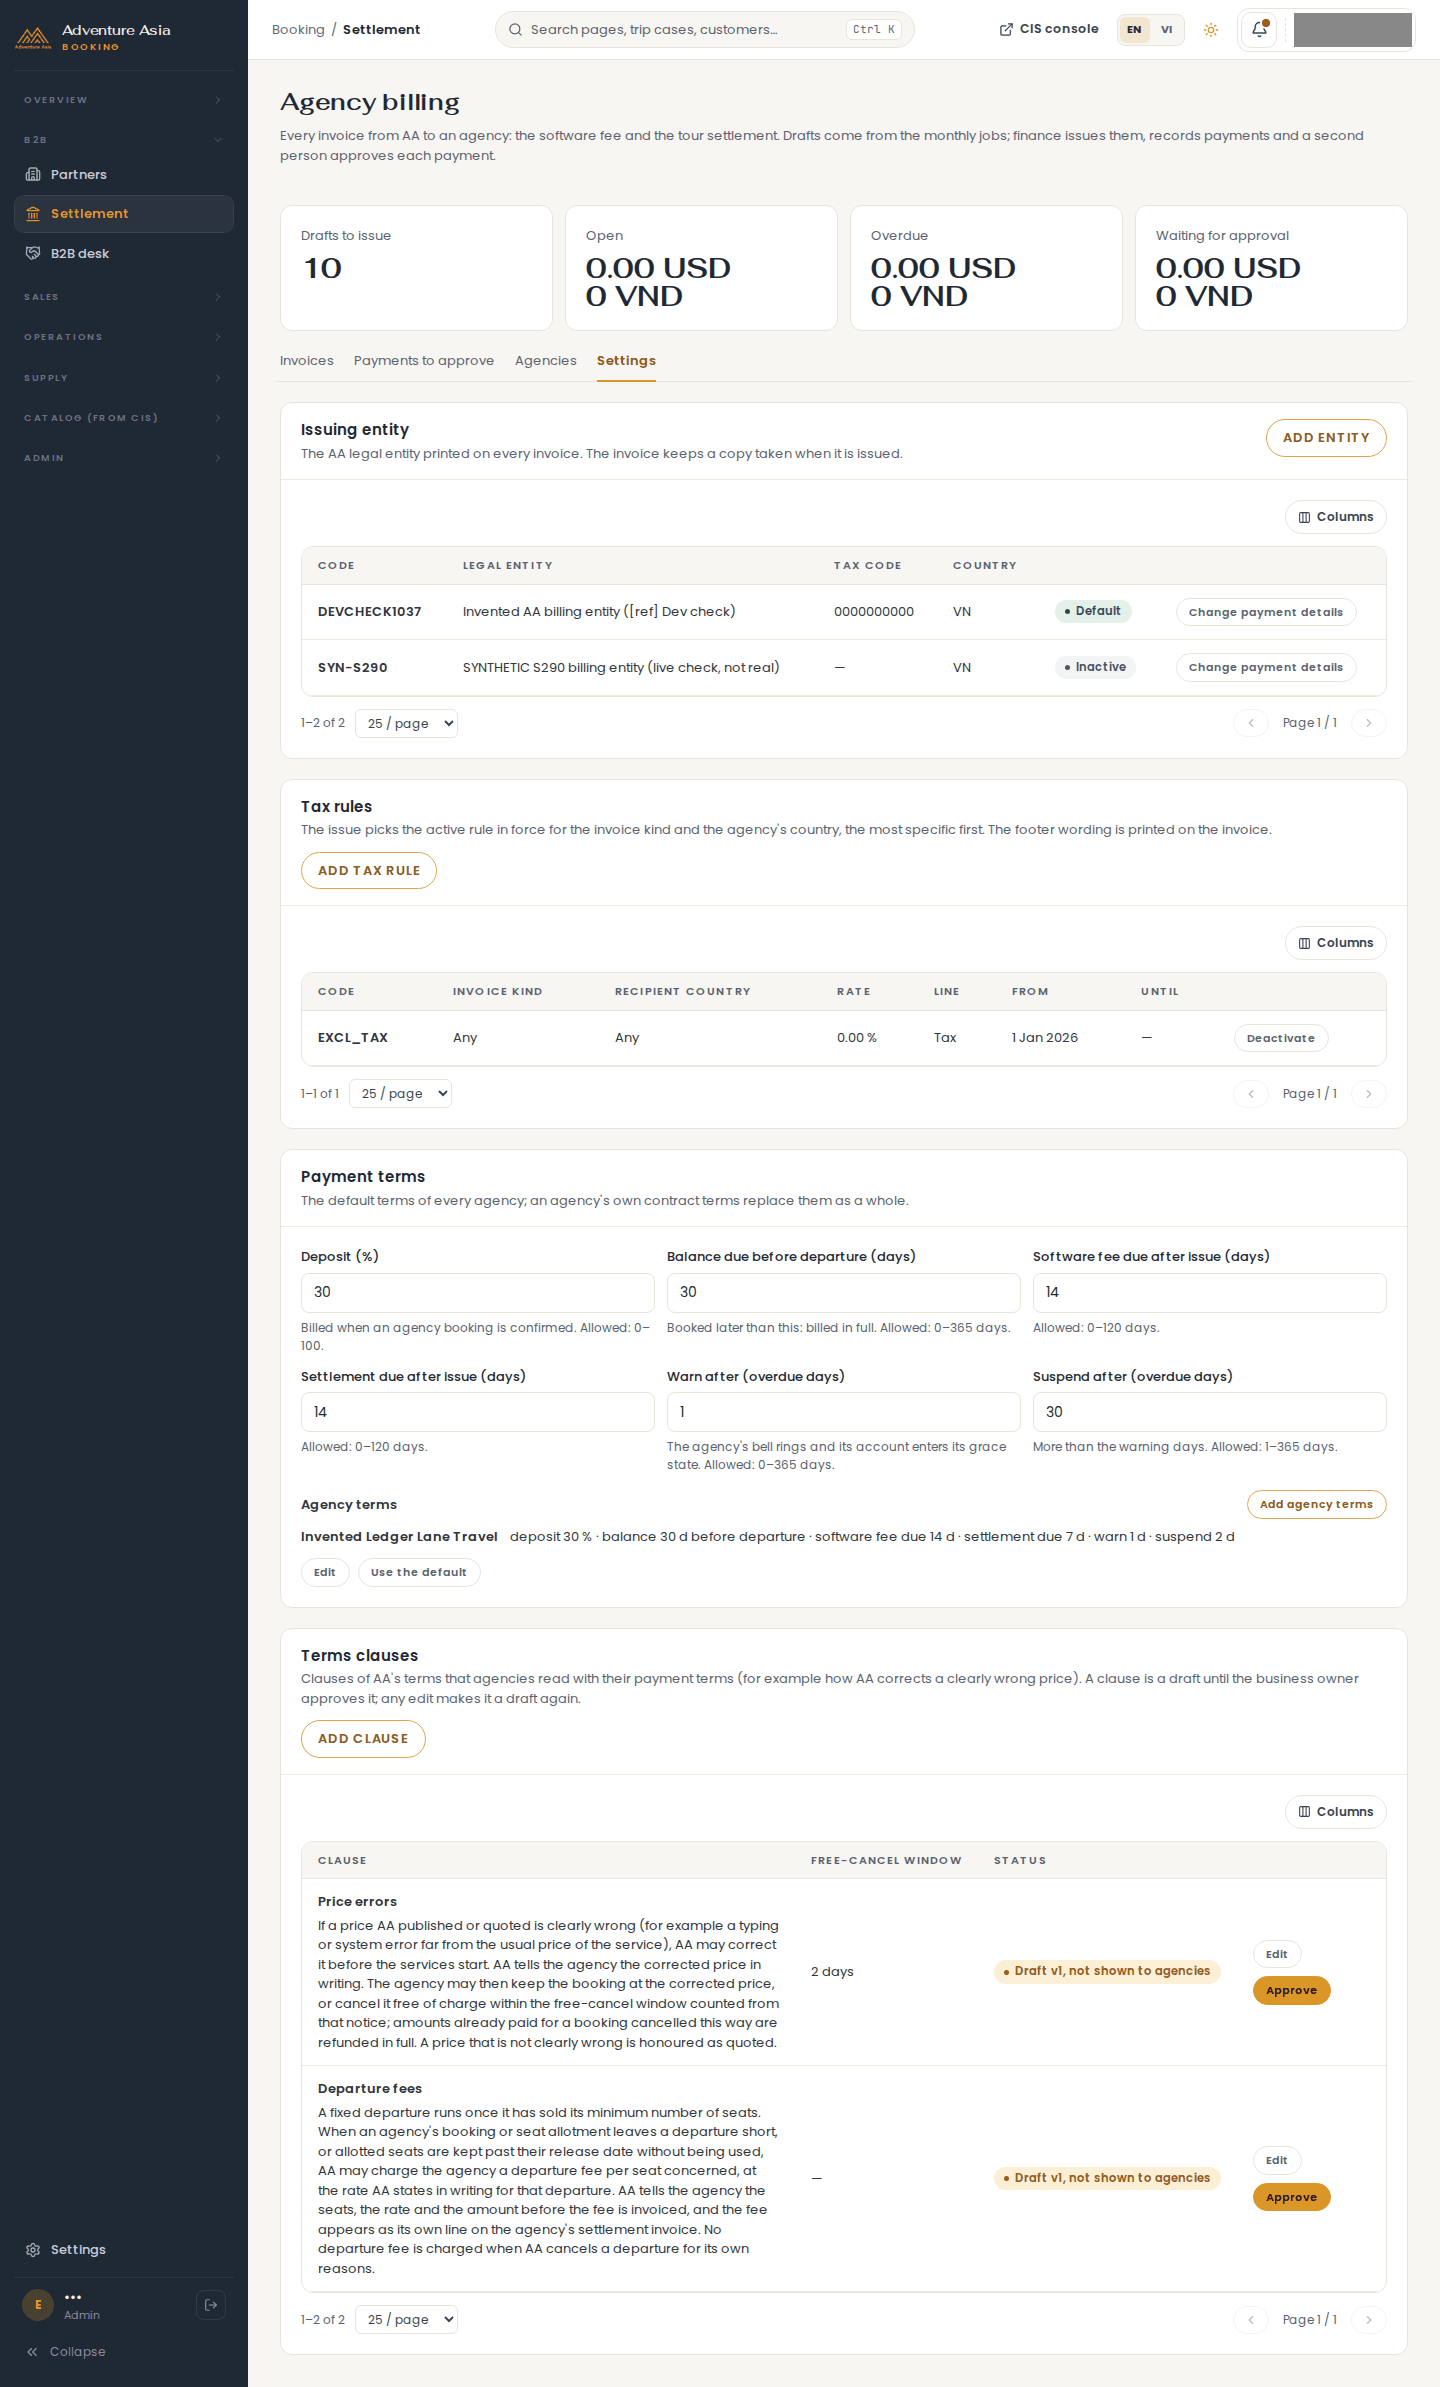 Adventure Asia
BOOKING
Adventure Asia
OVERVIEW
B2B
Partners
Settlement
B2B desk
SALES
OPERATIONS
SUPPLY
CATALOG (FROM CIS)
ADMIN
Settings
E
•••
Admin
Collapse
Booking / Settlement
Search pages, trip cases, customers...
Ctrl K
CIS console
EN VI
Agency billing
Every invoice from AA to an agency: the software fee and the tour settlement. Drafts come from the monthly jobs; finance issues them, records payments and a second
person approves each payment.
Drafts to issue
10
Open
0.00 USD
0 VND
Overdue
0.00 USD
0 VND
Waiting for approval
0.00 USD
0 VND
Invoices Payments to approve Agencies Settings
Issuing entity
The AA legal entity printed on every invoice. The invoice keeps a copy taken when it is issued.
ADD ENTITY
Columns
CODE LEGAL ENTITY TAX CODE COUNTRY
DEVCHECK1037 Invented AA billing entity ([ref] Dev check) 0000000000 VN Default Change payment details
SYN-S290 SYNTHETIC S290 billing entity (live check, not real) — VN Inactive Change payment details
1–2 of 2 25 / page Page 1 / 1
Tax rules
The issue picks the active rule in force for the invoice kind and the agency's country, the most specific first. The footer wording is printed on the invoice.
ADD TAX RULE
Columns
CODE INVOICE KIND RECIPIENT COUNTRY RATE LINE FROM UNTIL
EXCL_TAX Any Any 0.00 % Tax 1 Jan 2026 — Deactivate
1–1 of 1 25 / page Page 1 / 1
Payment terms
The default terms of every agency; an agency's own contract terms replace them as a whole.
Deposit (%)
30
Billed when an agency booking is confirmed. Allowed: 0–
100.
Balance due before departure (days)
30
Booked later than this: billed in full. Allowed: 0–365 days.
Software fee due after issue (days)
14
Allowed: 0–120 days.
Settlement due after issue (days)
14
Allowed: 0–120 days.
Warn after (overdue days)
1
The agency's bell rings and its account enters its grace
state. Allowed: 0–365 days.
Suspend after (overdue days)
30
More than the warning days. Allowed: 1–365 days.
Agency terms
Add agency terms
Invented Ledger Lane Travel deposit 30 % · balance 30 d before departure · software fee due 14 d · settlement due 7 d · warn 1 d · suspend 2 d
Edit Use the default
Terms clauses
Clauses of AA's terms that agencies read with their payment terms (for example how AA corrects a clearly wrong price). A clause is a draft until the business owner
approves it; any edit makes it a draft again.
ADD CLAUSE
Columns
CLAUSE FREE-CANCEL WINDOW STATUS
Price errors
If a price AA published or quoted is clearly wrong (for example a typing
or system error far from the usual price of the service), AA may correct
it before the services start. AA tells the agency the corrected price in
writing. The agency may then keep the booking at the corrected price,
or cancel it free of charge within the free-cancel window counted from
that notice; amounts already paid for a booking cancelled this way are
refunded in full. A price that is not clearly wrong is honoured as quoted.
2 days
Draft v1, not shown to agencies
Edit
Approve
Departure fees
A fixed departure runs once it has sold its minimum number of seats.
When an agency's booking or seat allotment leaves a departure short,
or allotted seats are kept past their release date without being used,
AA may charge the agency a departure fee per seat concerned, at
the rate AA states in writing for that departure. AA tells the agency the
seats, the rate and the amount before the fee is invoiced, and the fee
appears as its own line on the agency's settlement invoice. No
departure fee is charged when AA cancels a departure for its own
reasons.
—
Draft v1, not shown to agencies
Edit
Approve
1–2 of 2 25 / page Page 1 / 1